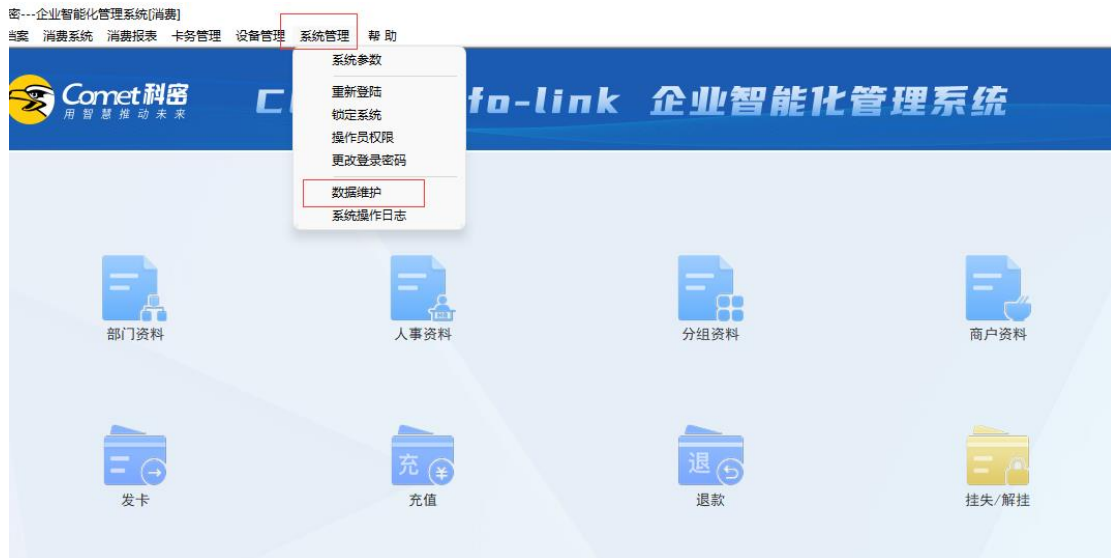 密---企业智能化管理系统[消费]
档案 消费系统 消费报表 卡务管理 设备管理 系统管理 帮 助
系统参数
重新登陆
锁定系统
操作员权限
更改登录密码
数据维护
系统操作日志
Comet科密
用智慧推动未来
fo-link 企业智能化管理系统
部门资料 人事资料 分组资料 商户资料
充 退
发卡 充值 退款 挂失/解挂